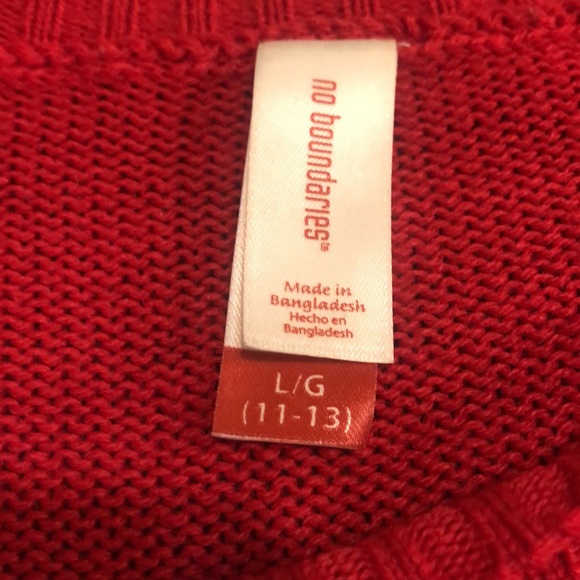 no boundaries
Made in
Bangladesh
Hecho en
Bangladesh
L/G
(11-13)